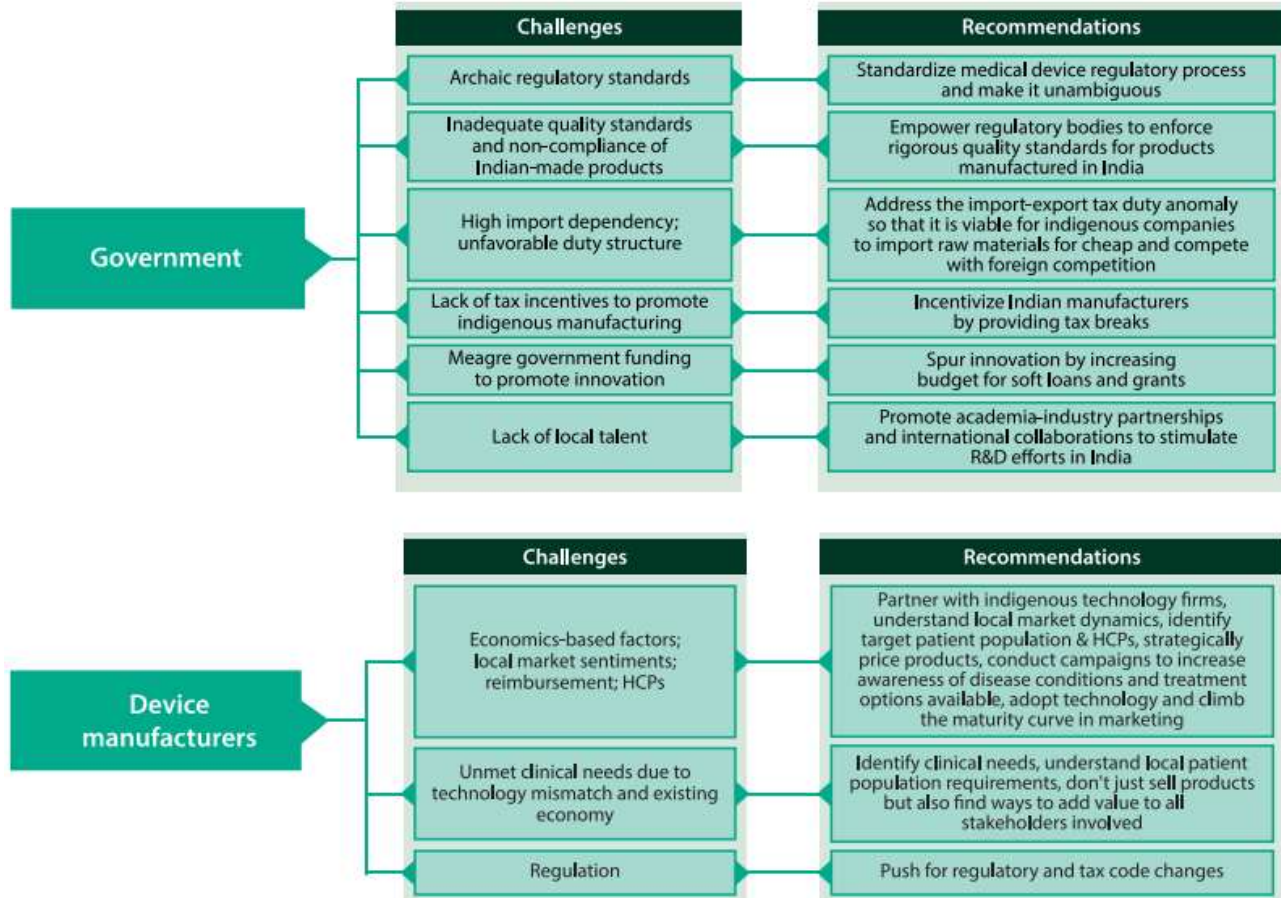 Challenges
Recommendations
Government
Archaic regulatory standards
Standardize medical device regulatory process
and make it unambiguous
Inadequate quality standards
and non-compliance of
Indian-made products
Empower regulatory bodies to enforce
rigorous quality standards for products
manufactured in India
High import dependency;
unfavorable duty structure
Address the import-export tax duty anomaly
so that it is viable for indigenous companies
to import raw materials for cheap and compete
with foreign competition
Lack of tax incentives to promote
indigenous manufacturing
Incentivize Indian manufacturers
by providing tax breaks
Meagre government funding
to promote innovation
Spur innovation by increasing
budget for soft loans and grants
Lack of local talent
Promote academia-industry partnerships
and international collaborations to stimulate
R&D efforts in India
Challenges
Recommendations
Device
manufacturers
Economics-based factors;
local market sentiments;
reimbursement; HCPs
Partner with indigenous technology firms,
understand local market dynamics, identify
target patient population & HCPs, strategically
price products, conduct campaigns to increase
awareness of disease conditions and treatment
options available, adopt technology and climb
the maturity curve in marketing
Unmet clinical needs due to
technology mismatch and existing
economy
Identify clinical needs, understand local patient
population requirements, don't just sell products
but also find ways to add value to all
stakeholders involved
Regulation
Push for regulatory and tax code changes